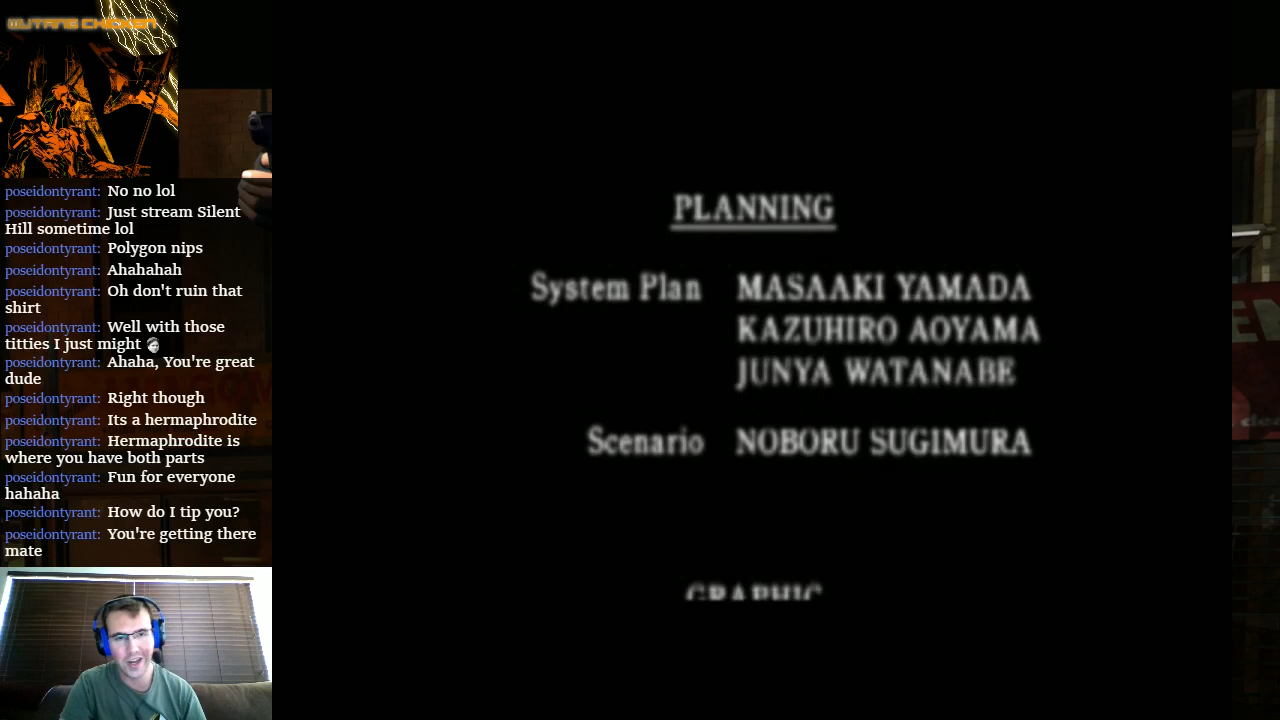 WUTANG CHICKEN
poseidontyrant: No no lol
poseidontyrant: Just stream Silent
Hill sometime lol
poseidontyrant: Polygon nips
poseidontyrant: Ahahahah
poseidontyrant: Oh don't ruin that
shirt
poseidontyrant: Well with those
titties I just might
poseidontyrant: Ahaha, You're great
dude
poseidontyrant: Right though
poseidontyrant: Its a hermaphrodite
poseidontyrant: Hermaphrodite is
where you have both parts
poseidontyrant: Fun for everyone
hahaha
poseidontyrant: How do I tip you?
poseidontyrant: You're getting there
mate
PLANNING
System Plan MASAAKI YAMADA
KAZUHIRO AOYAMA
JUNYA WATANABE
Scenario NOBORU SUGIMURA
GRAPHIC